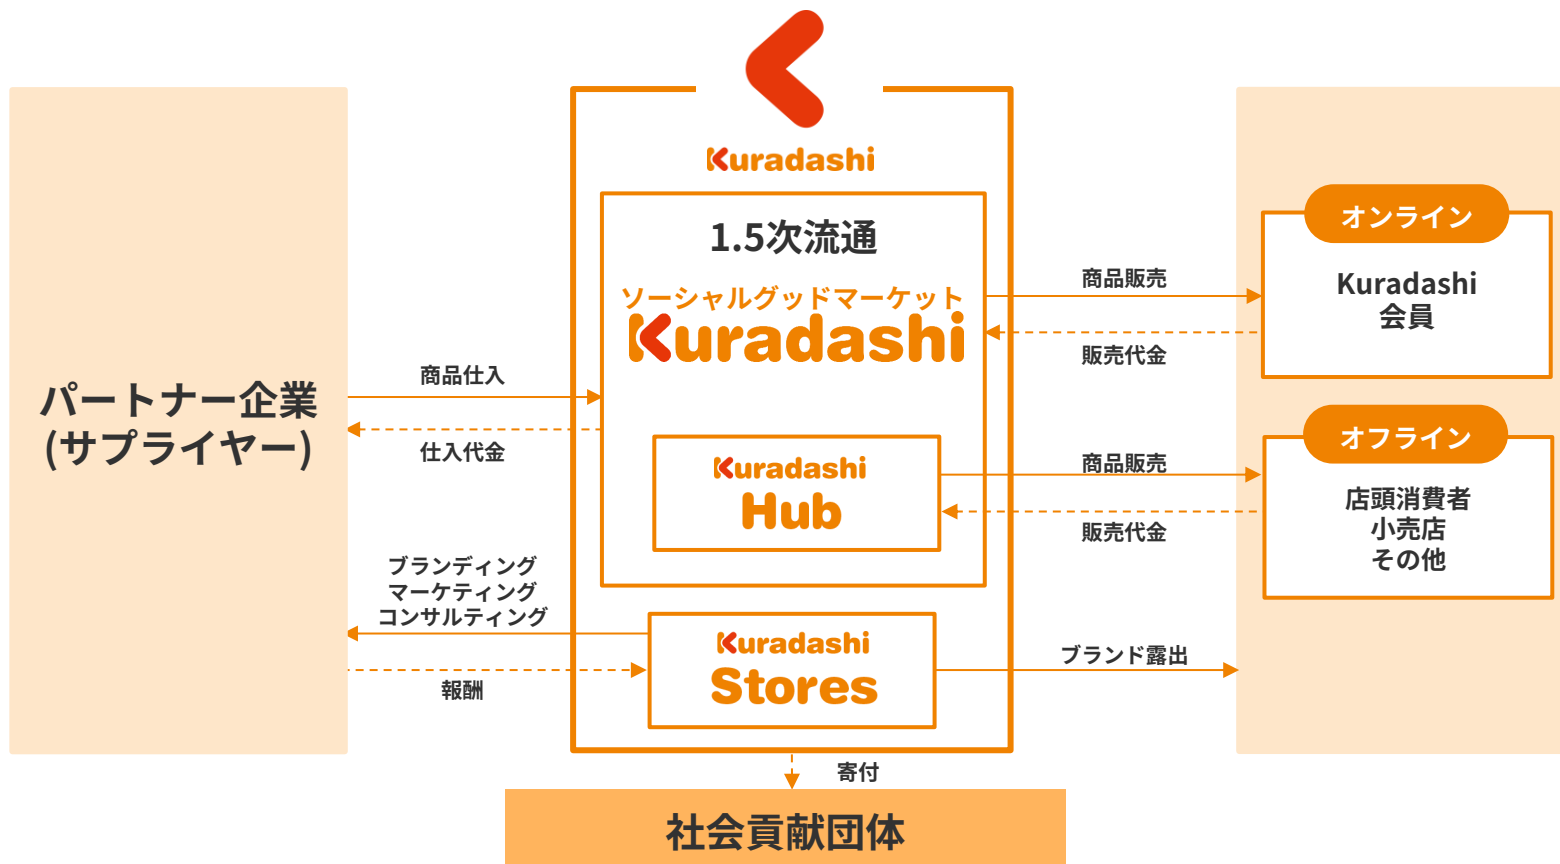 Kuradashi
1.5次流通
ソーシャルグッドマーケット
Kuradashi
Kuradashi
Hub
Kuradashi
Stores
パートナー企業
(サプライヤー)
商品仕入
仕入代金
ブランディング
マーケティング
コンサルティング
報酬
商品販売
販売代金
商品販売
販売代金
ブランド露出
オンライン
Kuradashi
会員
オフライン
店頭消費者
小売店
その他
寄付
社会貢献団体